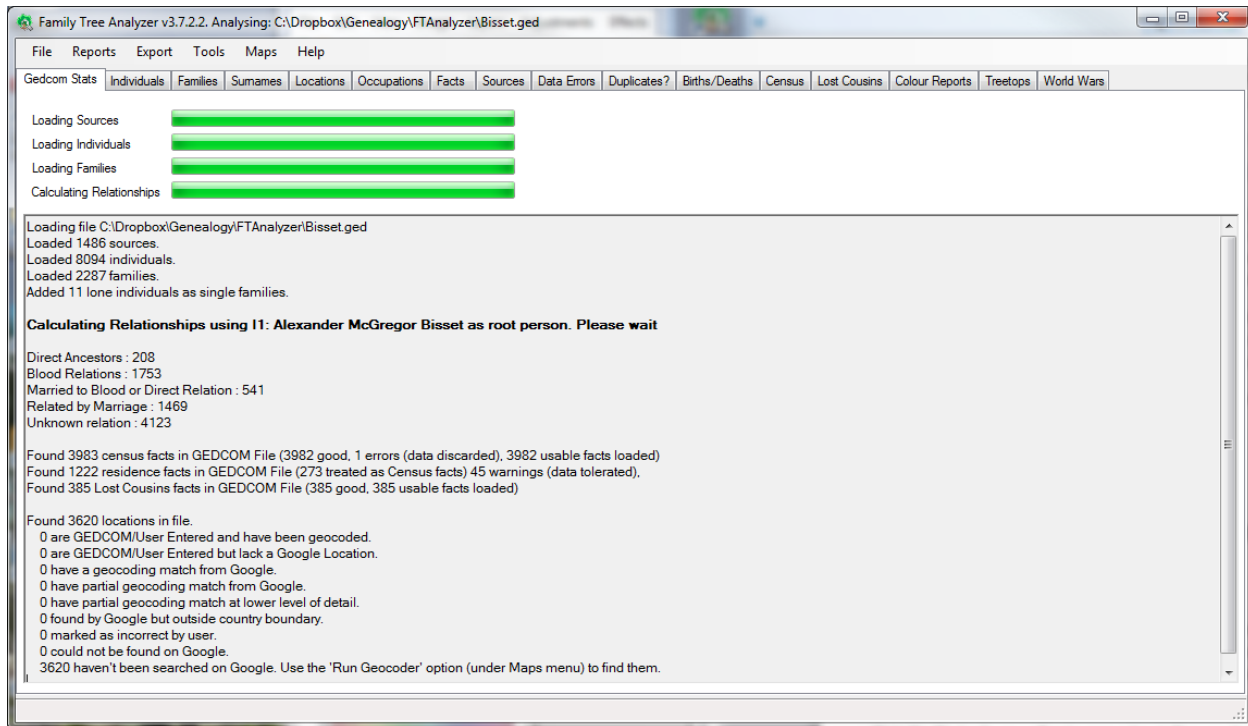 Family Tree Analyzer v3.7.2.2. Analysing: C:\Dropbox\Genealogy\FTAnalyzer\Bisset.ged
File Reports Export Tools Maps Help
Gedcom Stats Individuals Families Surnames Locations Occupations Facts Sources Data Errors Duplicates? Births/Deaths Census Lost Cousins Colour Reports Treetops World Wars
Loading Sources
Loading Individuals
Loading Families
Calculating Relationships
Loading file C:\Dropbox\Genealogy\FTAnalyzer\Bisset.ged
Loaded 1486 sources.
Loaded 8094 individuals.
Loaded 2287 families.
Added 11 lone individuals as single families.
Calculating Relationships using I1: Alexander McGregor Bisset as root person. Please wait
Direct Ancestors : 208
Blood Relations : 1753
Married to Blood or Direct Relation : 541
Related by Marriage : 1469
Unknown relation : 4123
Found 3983 census facts in GEDCOM File (3982 good, 1 errors (data discarded), 3982 usable facts loaded)
Found 1222 residence facts in GEDCOM File (273 treated as Census facts) 45 warnings (data tolerated),
Found 385 Lost Cousins facts in GEDCOM File (385 good, 385 usable facts loaded)
Found 3620 locations in file.
0 are GEDCOM/User Entered and have been geocoded.
0 are GEDCOM/User Entered but lack a Google Location.
0 have a geocoding match from Google.
0 have partial geocoding match from Google.
0 have partial geocoding match at lower level of detail.
0 found by Google but outside country boundary.
0 marked as incorrect by user.
0 could not be found on Google.
3620 haven't been searched on Google. Use the 'Run Geocoder' option (under Maps menu) to find them.